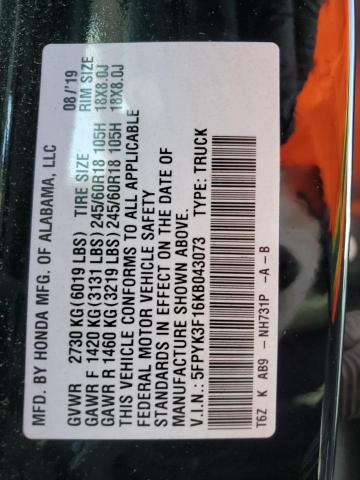 MFD. BY HONDA MFG. OF ALABAMA, LLC 08/'19
GVWR 2730 KG (6019 LBS) TIRE SIZE RIM SIZE
GAWR F 1420 KG (3131 LBS) 245/60R18 105H 18X8.0J
GAWR R 1460 KG (3219 LBS) 245/60R18 105H 18X8.0J
THIS VEHICLE CONFORMS TO ALL APPLICABLE
FEDERAL MOTOR VEHICLE SAFETY
STANDARDS IN EFFECT ON THE DATE OF
MANUFACTURE SHOWN ABOVE.
V.I.N.: 5FPYK3F16KB043073 TYPE: TRUCK
T6Z K AB9 -NH731P -A -B